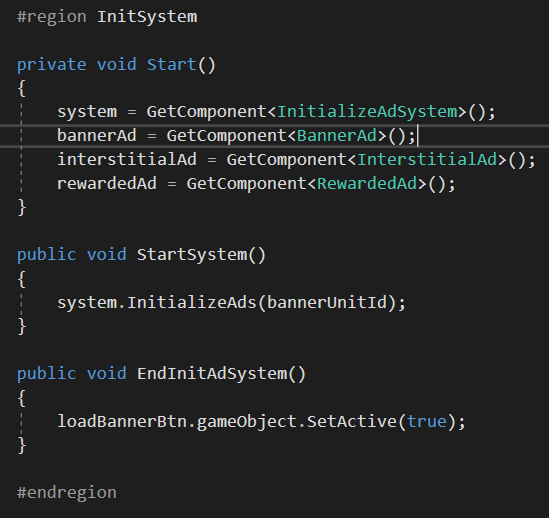 #region InitSystem
private void Start()
{
system = GetComponent<InitializeAdSystem>();
bannerAd = GetComponent<BannerAd>();
interstitialAd = GetComponent<InterstitialAd>();
rewardedAd = GetComponent<RewardedAd>();
}
public void StartSystem()
{
system.InitializeAds(bannerUnitId);
}
public void EndInitAdSystem()
{
loadBannerBtn.gameObject.SetActive(true);
}
#endregion